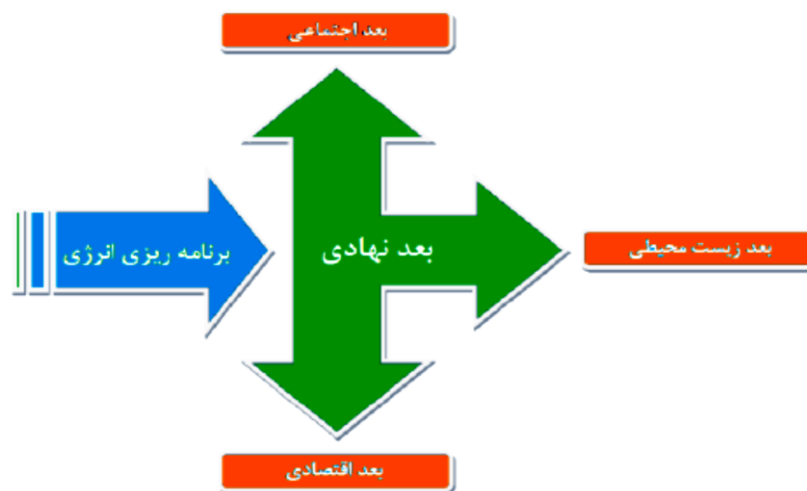 بعد اجتماعی
برنامه ریزی انرژی
بعد نهادی
بعد زیست محیطی
بعد اقتصادی